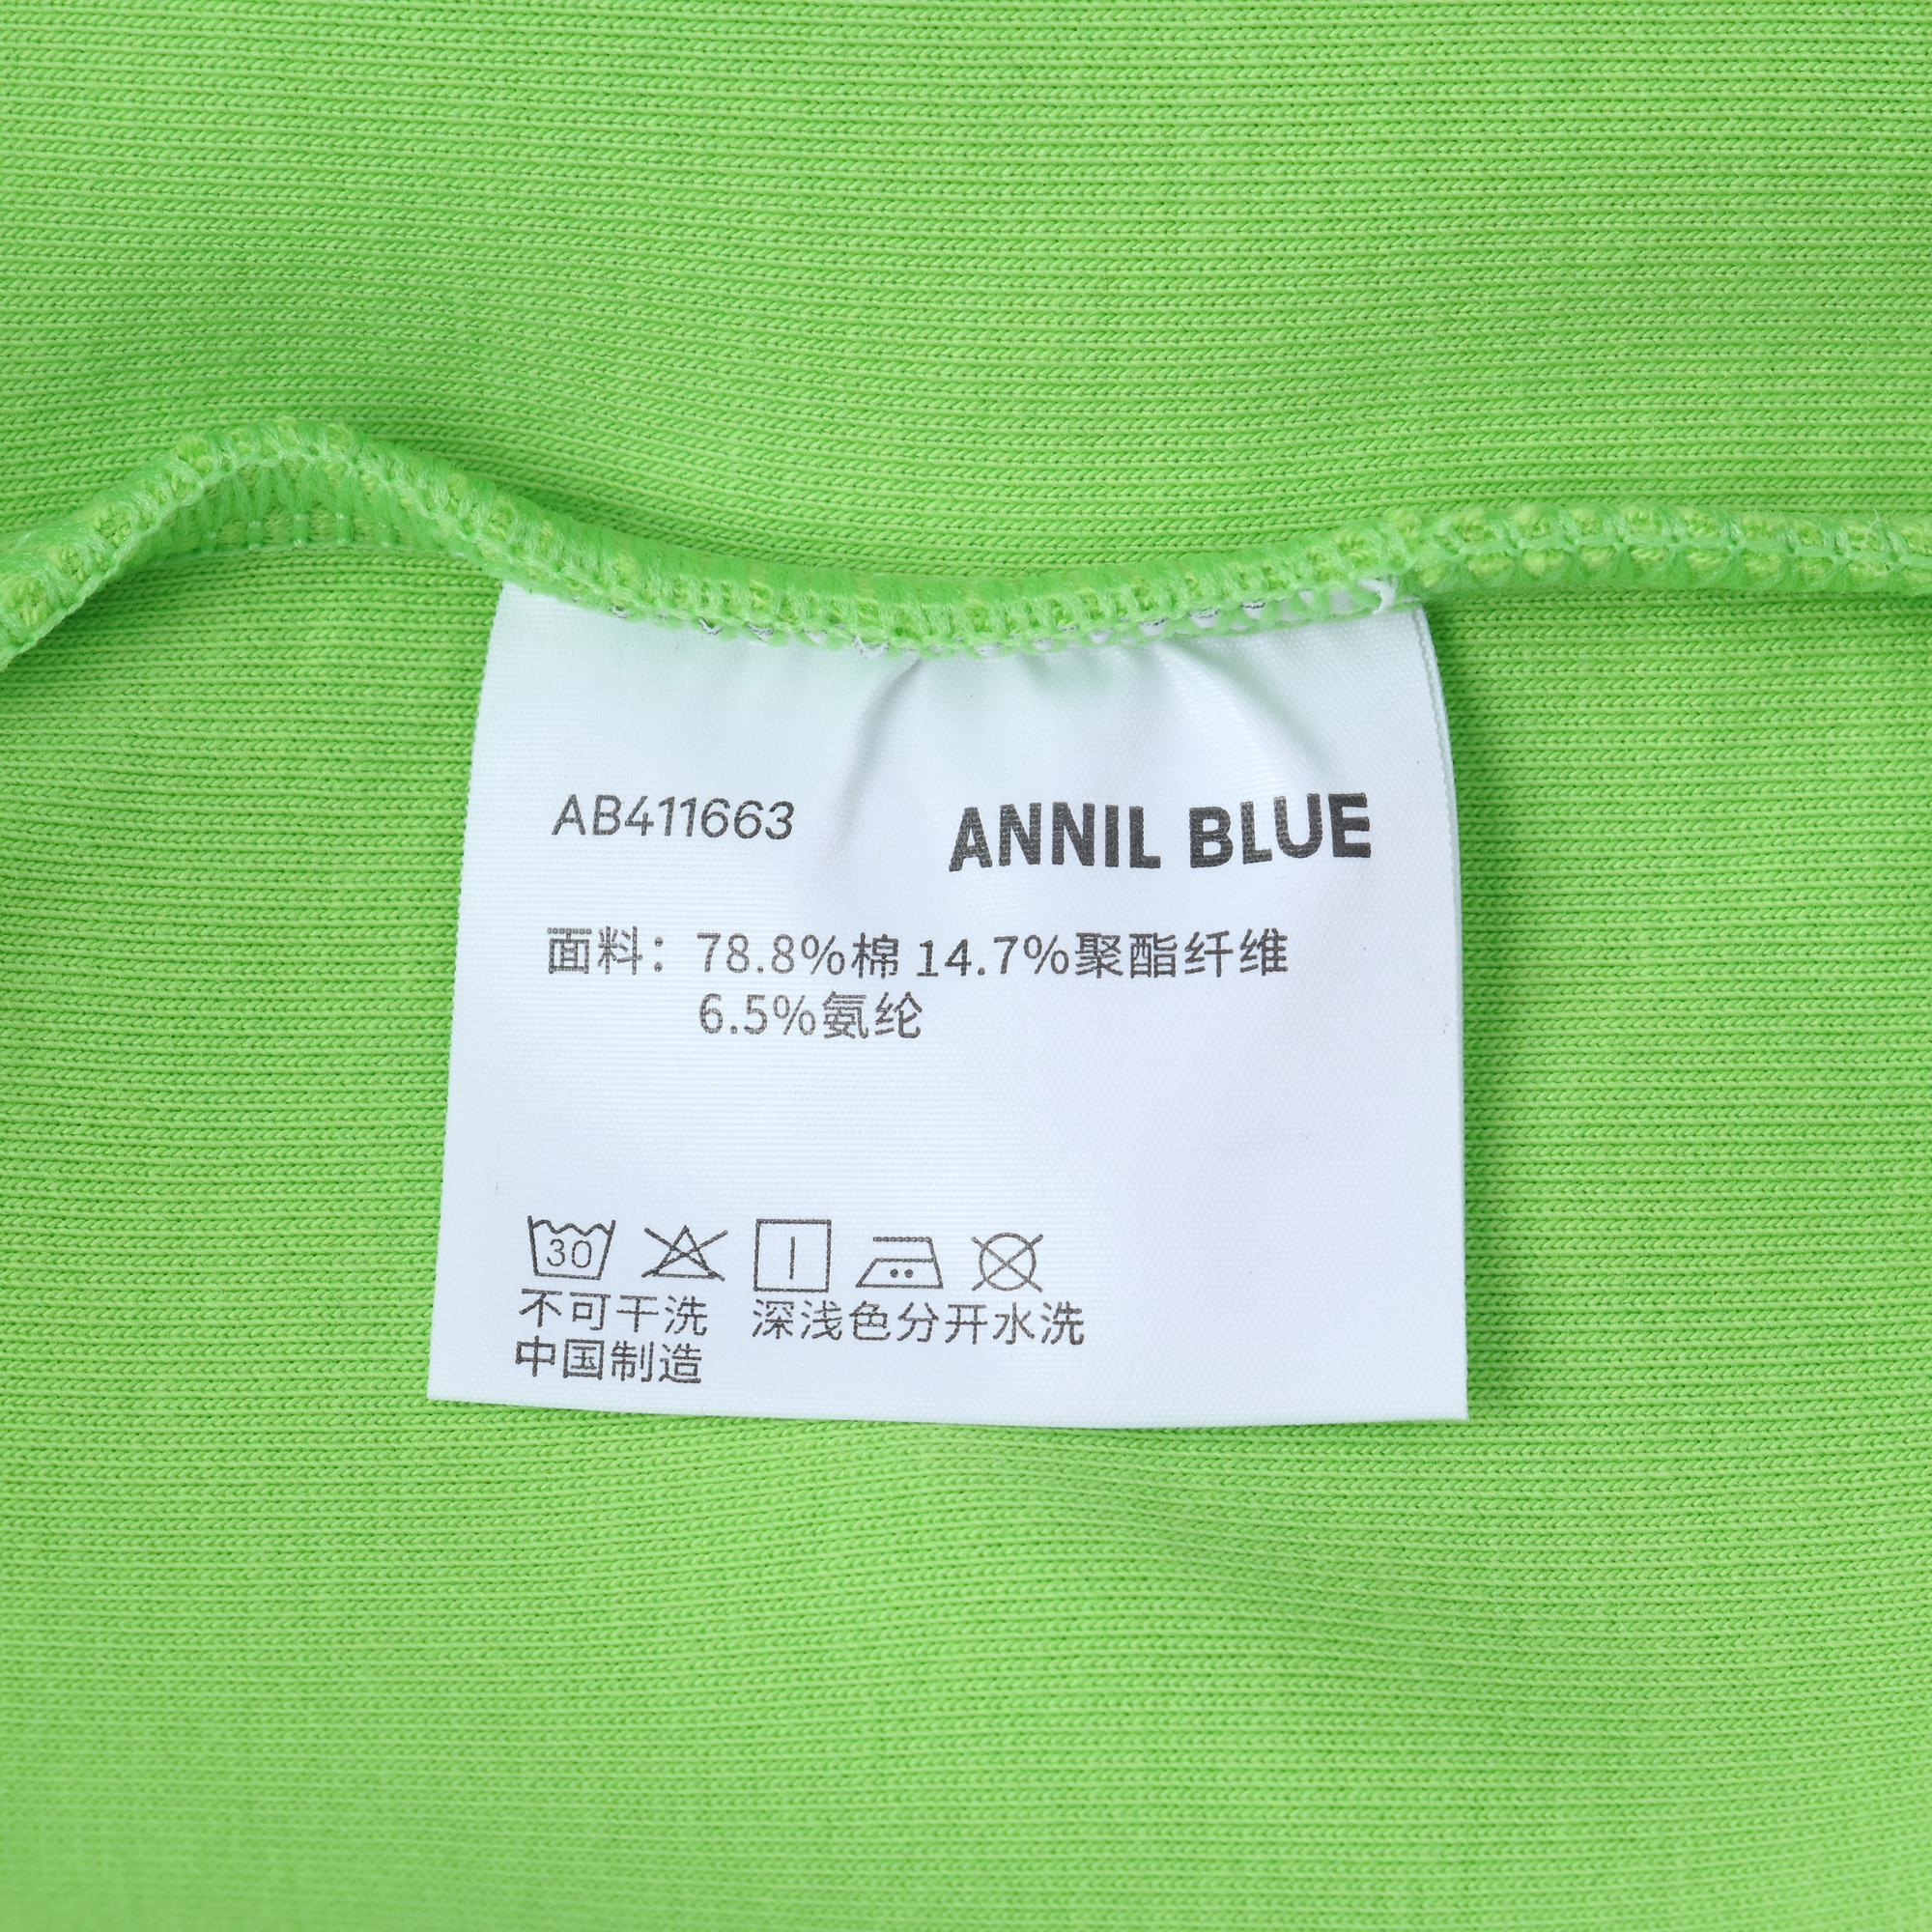 AB411663 ANNIL BLUE
面料：78.8%棉 14.7%聚酯纤维
6.5%氨纶
30
不可干洗 深浅色分开水洗
中国制造